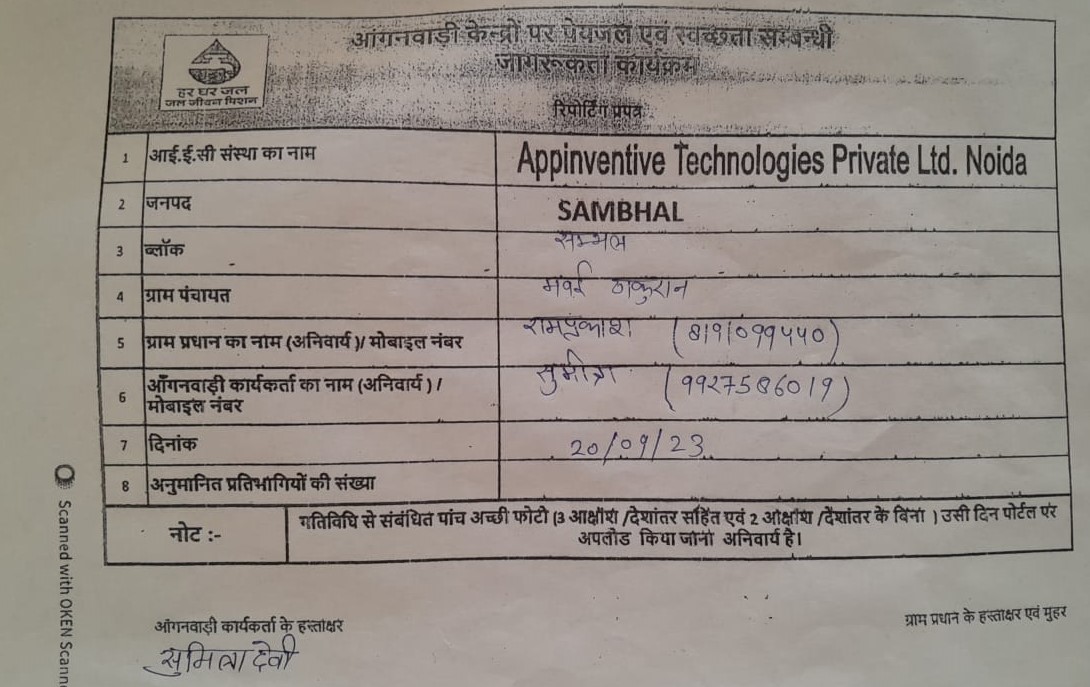 आंगनवाड़ी केन्द्रों पर पेयजल एवं स्वच्छता सम्बन्धी
जागरूकता कार्यक्रम
हर घर जल
जल जीवन मिशन
रिपोर्टिंग प्रपत्र
1 आई.ई.सी संस्था का नाम Appinventive Technologies Private Ltd. Noida
2 जनपद SAMBHAL
3 ब्लॉक सम्भल
4 ग्राम पंचायत मवई ठाकुरान
5 ग्राम प्रधान का नाम (अनिवार्य)/ मोबाइल नंबर रामप्रकाश (8191099440)
6 आँगनवाड़ी कार्यकर्ता का नाम (अनिवार्य) /
मोबाइल नंबर सुमित्रा (9927586019)
7 दिनांक 20/09/23
8 अनुमानित प्रतिभागियों की संख्या
नोट :- गतिविधि से संबंधित पांच अच्छी फोटो (3 आक्षांश /देशांतर सहित एवं 2 आक्षांश /देशांतर के बिना ) उसी दिन पोर्टल पर
अपलोड किया जाना अनिवार्य है।
आँगनवाड़ी कार्यकर्ता के हस्ताक्षर
ग्राम प्रधान के हस्ताक्षर एवं मुहर
देवी
Scanned with OKEN Scann